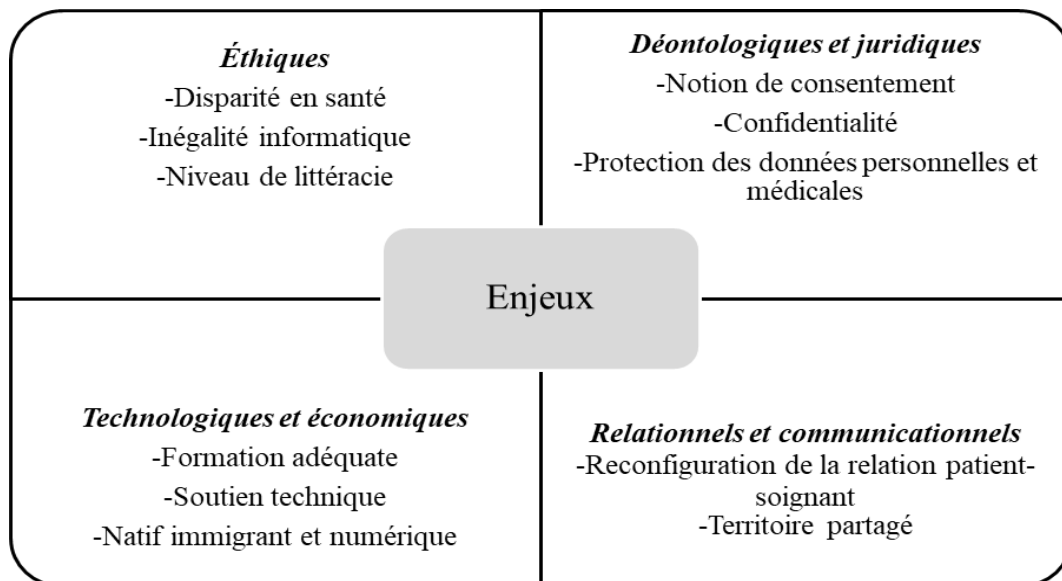 Éthiques
-Disparité en santé
-Inégalité informatique
-Niveau de littéracie
Déontologiques et juridiques
-Notion de consentement
-Confidentialité
-Protection des données personnelles et
médicales
Enjeux
Technologiques et économiques
-Formation adéquate
-Soutien technique
-Natif immigrant et numérique
Relationnels et communicationnels
-Reconfiguration de la relation patient-
soignant
-Territoire partagé